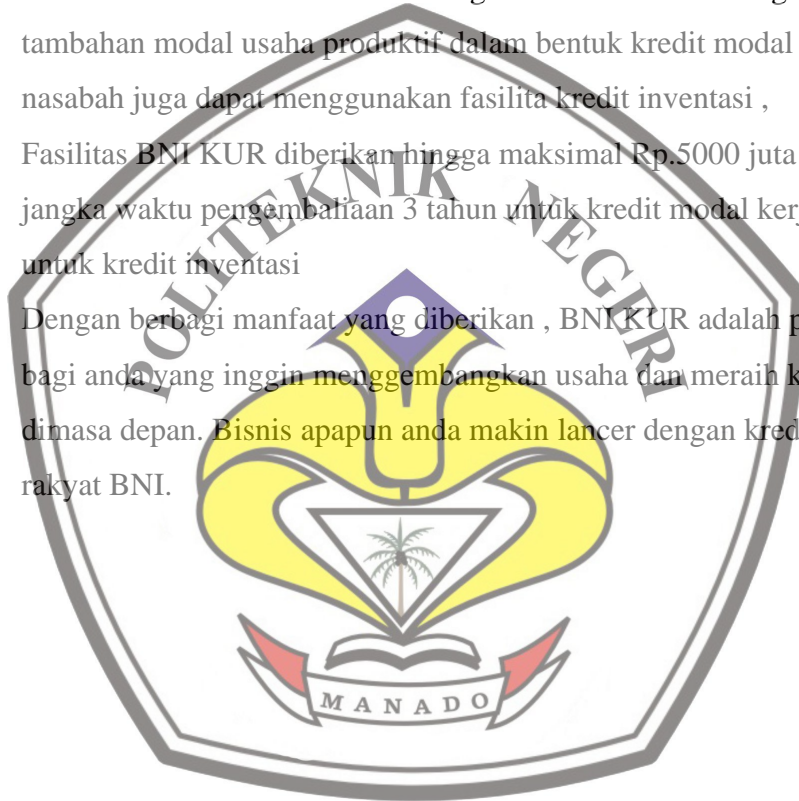 tambahan modal usaha produktif dalam bentuk kredit modal
nasabah juga dapat menggunakan fasilita kredit inventasi ,
Fasilitas BNI KUR diberikan hingga maksimal Rp.5000 juta
jangka waktu pengembaliaan 3 tahun untuk kredit modal
untuk kredit inventasi
Dengan berbagi manfaat yang diberikan , BNI KUR adalah
bagi anda yang inggin menggembangkan usaha dan meraih
dimasa depan. Bisnis apapun anda makin lancer dengan
rakyat BNI.
POLITEKNIK NEGERI
MANADO